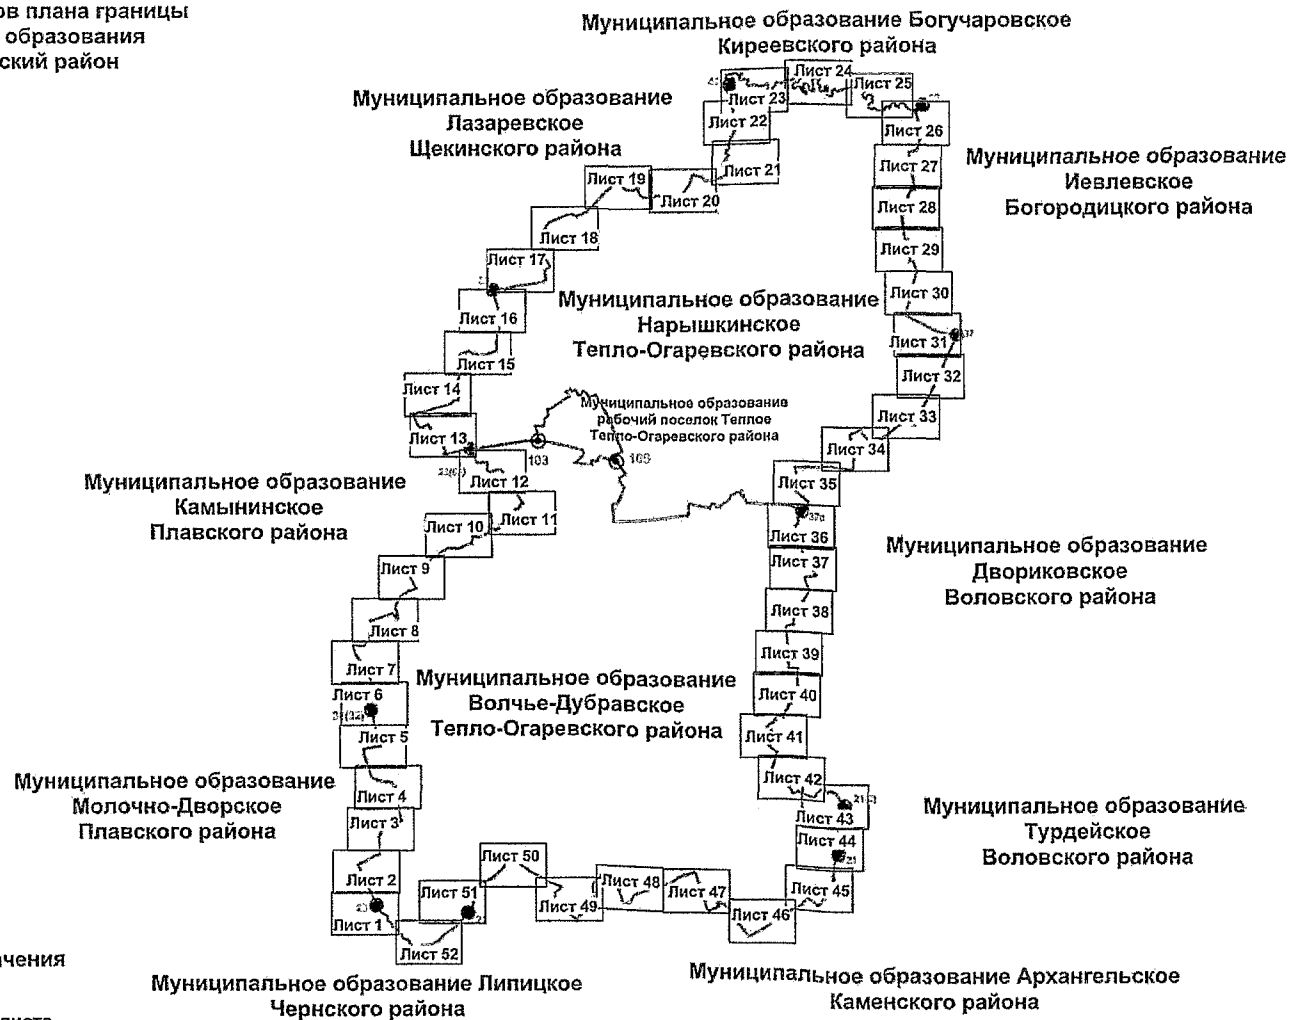 ов плана границы
образования
ский район
Муниципальное образование Богучаровское
Киреевского района
Муниципальное образование
Лазаревское
Щекинского района
Муниципальное образование
Иевлевское
Богородицкого района
Лист 24
Лист 25
Лист 23
Лист 22
Лист 26
Лист 21
Лист 27
Лист 19
Лист 20
Лист 28
Лист 18
Лист 29
Лист 17
Лист 30
Муниципальное образование
Нарышкинское
Тепло-Огаревского района
Лист 16
37
Лист 31
Лист 15
Лист 32
Лист 14
Муниципальное образование
рабочий поселок Теплое
Тепло-Огаревского района
Лист 33
Лист 13
103
Лист 34
Лист 12
Лист 35
Муниципальное образование
Камынинское
Плавского района
Лист 11
Лист 10
37а
Лист 36
Муниципальное образование
Двориковское
Воловского района
Лист 9
Лист 37
Лист 38
Лист 8
Лист 39
Лист 7
Лист 6
Муниципальное образование
Волчье-Дубравское
Тепло-Огаревского района
Лист 40
Лист 5
Лист 41
Муниципальное образование
Молочно-Дворское
Плавского района
Лист 42
Лист 4
Лист 43
Муниципальное образование
Турдейское
Воловского района
Лист 3
Лист 44
21
Лист 50
Лист 2
Лист 51
Лист 48
Лист 47
Лист 45
Лист 49
Лист 46
Лист 1
Лист 52
ачения
Муниципальное образование Липицкое
Чернского района
Муниципальное образование Архангельское
Каменского района